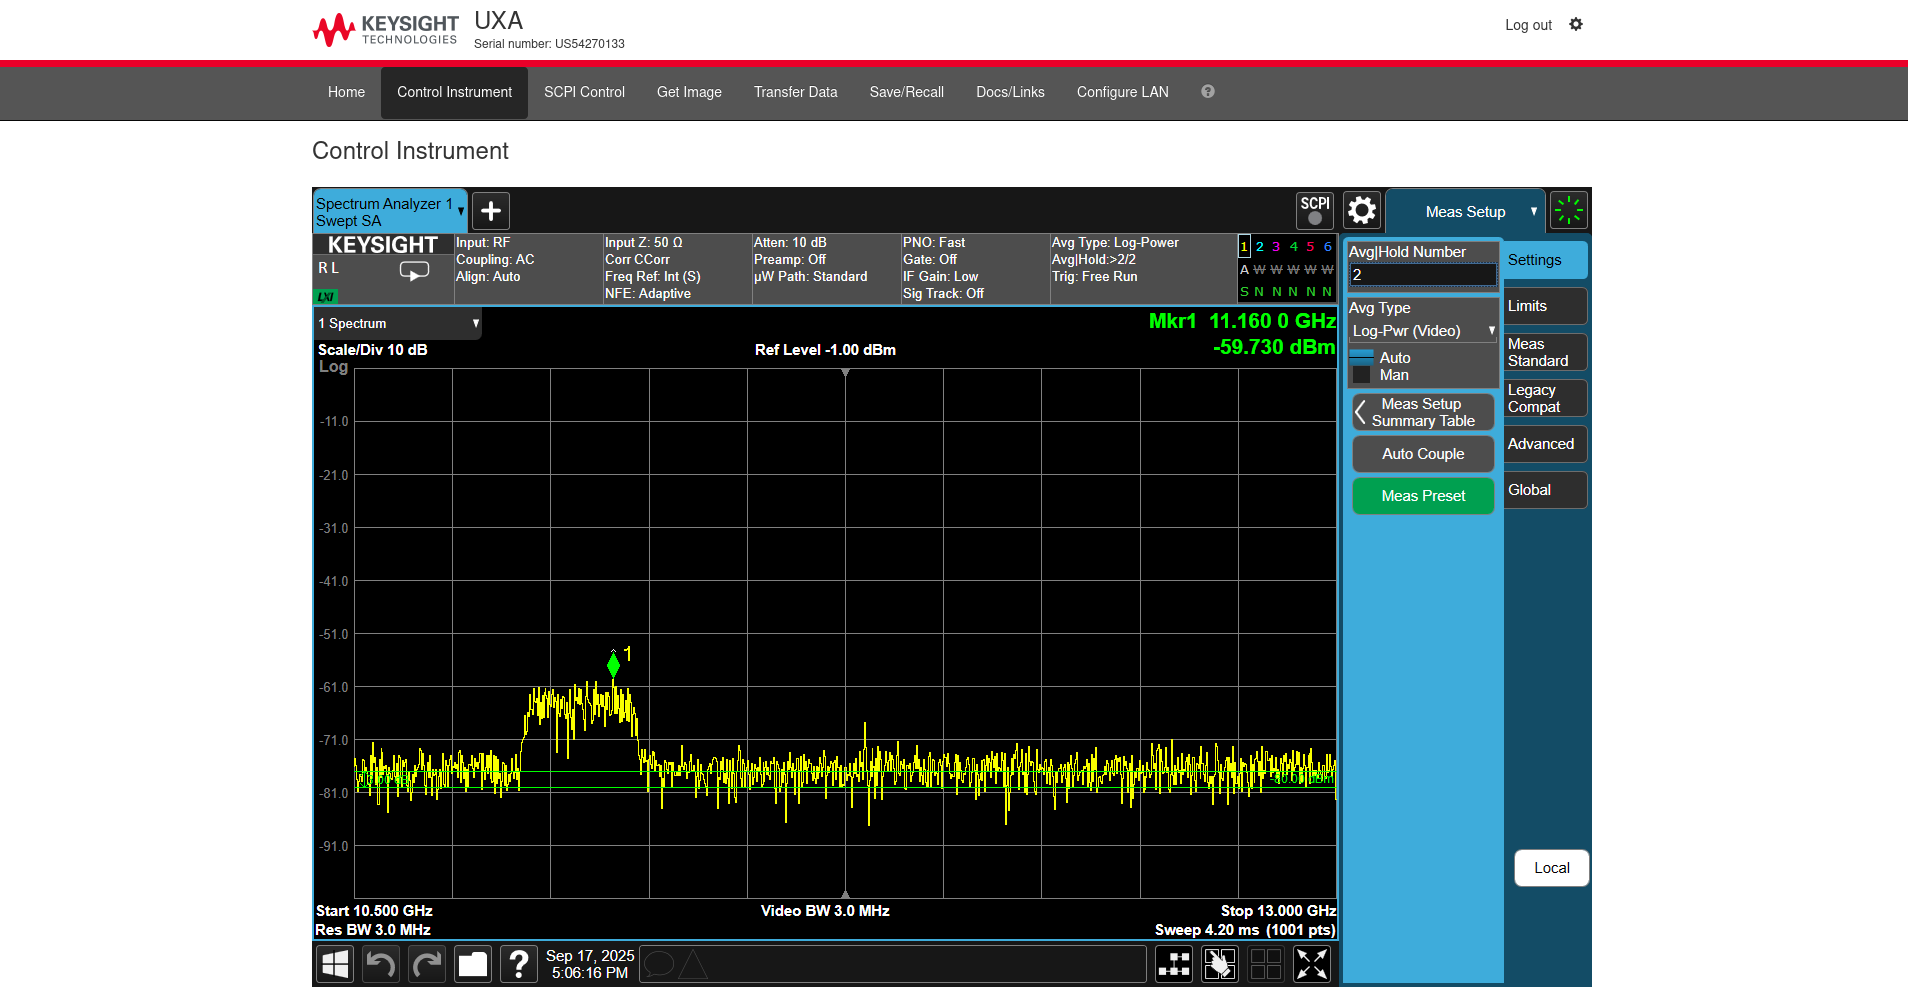 KEYSIGHT
TECHNOLOGIES
UXA
Serial number: US54270133
Log out
Home
Control Instrument
SCPI Control
Get Image
Transfer Data
Save/Recall
Docs/Links
Configure LAN
?
Control Instrument
Spectrum Analyzer 1
Swept SA
SCPI
Meas Setup
KEYSIGHT
R L
LXI
Input: RF
Coupling: AC
Align: Auto
Input Z: 50 Ω
Corr CCorr
Freq Ref: Int (S)
NFE: Adaptive
Atten: 10 dB
Preamp: Off
µW Path: Standard
PNO: Fast
Gate: Off
IF Gain: Low
Sig Track: Off
Avg Type: Log-Power
Avg|Hold:>2/2
Trig: Free Run
1 2 3 4 5 6
A W W W W W
S N N N N N
Avg|Hold Number
2
Avg Type
Log-Pwr (Video)
Auto
Man
Meas Setup
Summary Table
Auto Couple
Meas Preset
Settings
Limits
Meas
Standard
Legacy
Compat
Advanced
Global
Local
1 Spectrum
Mkr1 11.160 0 GHz
-59.730 dBm
Scale/Div 10 dB
Ref Level -1.00 dBm
Log
-11.0
-21.0
-31.0
-41.0
-51.0
1
-61.0
-71.0
-81.0
-91.0
Start 10.500 GHz
Video BW 3.0 MHz
Stop 13.000 GHz
Res BW 3.0 MHz
Sweep 4.20 ms (1001 pts)
?
Sep 17, 2025
5:06:16 PM